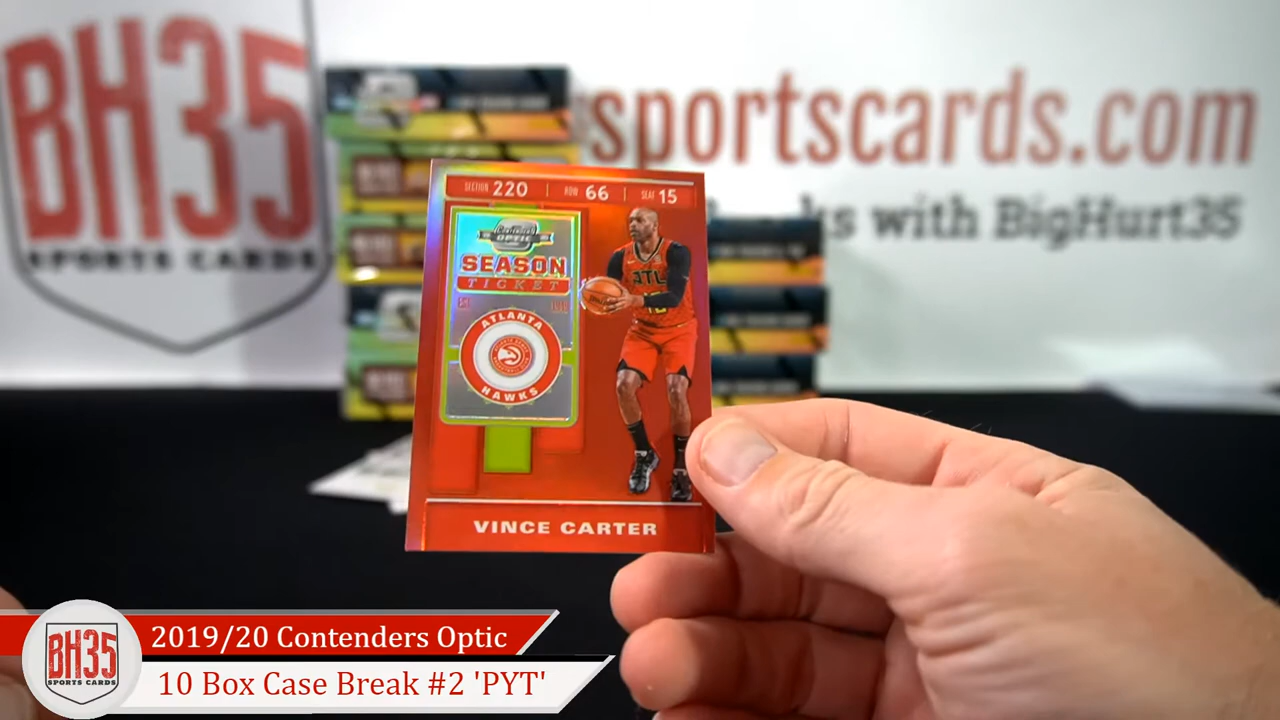 BH35
SPORTS CARDS
sportscards.com
ks with BigHurt35
SECTION 220 | ROW 66 | SEAT 15
Contenders
OPTIC
SEASON
TICKET
ATLANTA
HAWKS
ATL
VINCE CARTER
BH35
SPORTS CARDS
2019/20 Contenders Optic
10 Box Case Break #2 'PYT'